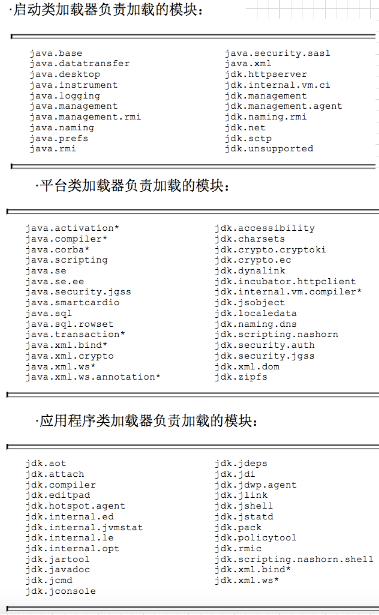 ·启动类加载器负责加载的模块：
java.base java.security.sasl
java.datatransfer java.xml
java.desktop jdk.httpserver
java.instrument jdk.internal.vm.ci
java.logging jdk.management
java.management jdk.management.agent
java.management.rmi jdk.naming.rmi
java.naming jdk.net
java.prefs jdk.sctp
java.rmi jdk.unsupported
·平台类加载器负责加载的模块：
java.activation* jdk.accessibility
java.compiler* jdk.charsets
java.corba* jdk.crypto.cryptoki
java.scripting jdk.crypto.ec
java.se jdk.dynalink
java.se.ee jdk.incubator.httpclient
java.security.jgss jdk.internal.vm.compiler*
java.smartcardio jdk.jsobject
java.sql jdk.localedata
java.sql.rowset jdk.naming.dns
java.transaction* jdk.scripting.nashorn
java.xml.bind* jdk.security.auth
java.xml.crypto jdk.security.jgss
java.xml.ws* jdk.xml.dom
java.xml.ws.annotation* jdk.zipfs
·应用程序类加载器负责加载的模块：
jdk.aot jdk.jdeps
jdk.attach jdk.jdi
jdk.compiler jdk.jdwp.agent
jdk.editpad jdk.jlink
jdk.hotspot.agent jdk.jshell
jdk.internal.ed jdk.jstatd
jdk.internal.jvmstat jdk.pack
jdk.internal.le jdk.policytool
jdk.internal.opt jdk.rmic
jdk.jartool jdk.scripting.nashorn.shell
jdk.javadoc jdk.xml.bind*
jdk.jcmd jdk.xml.ws*
jdk.jconsole